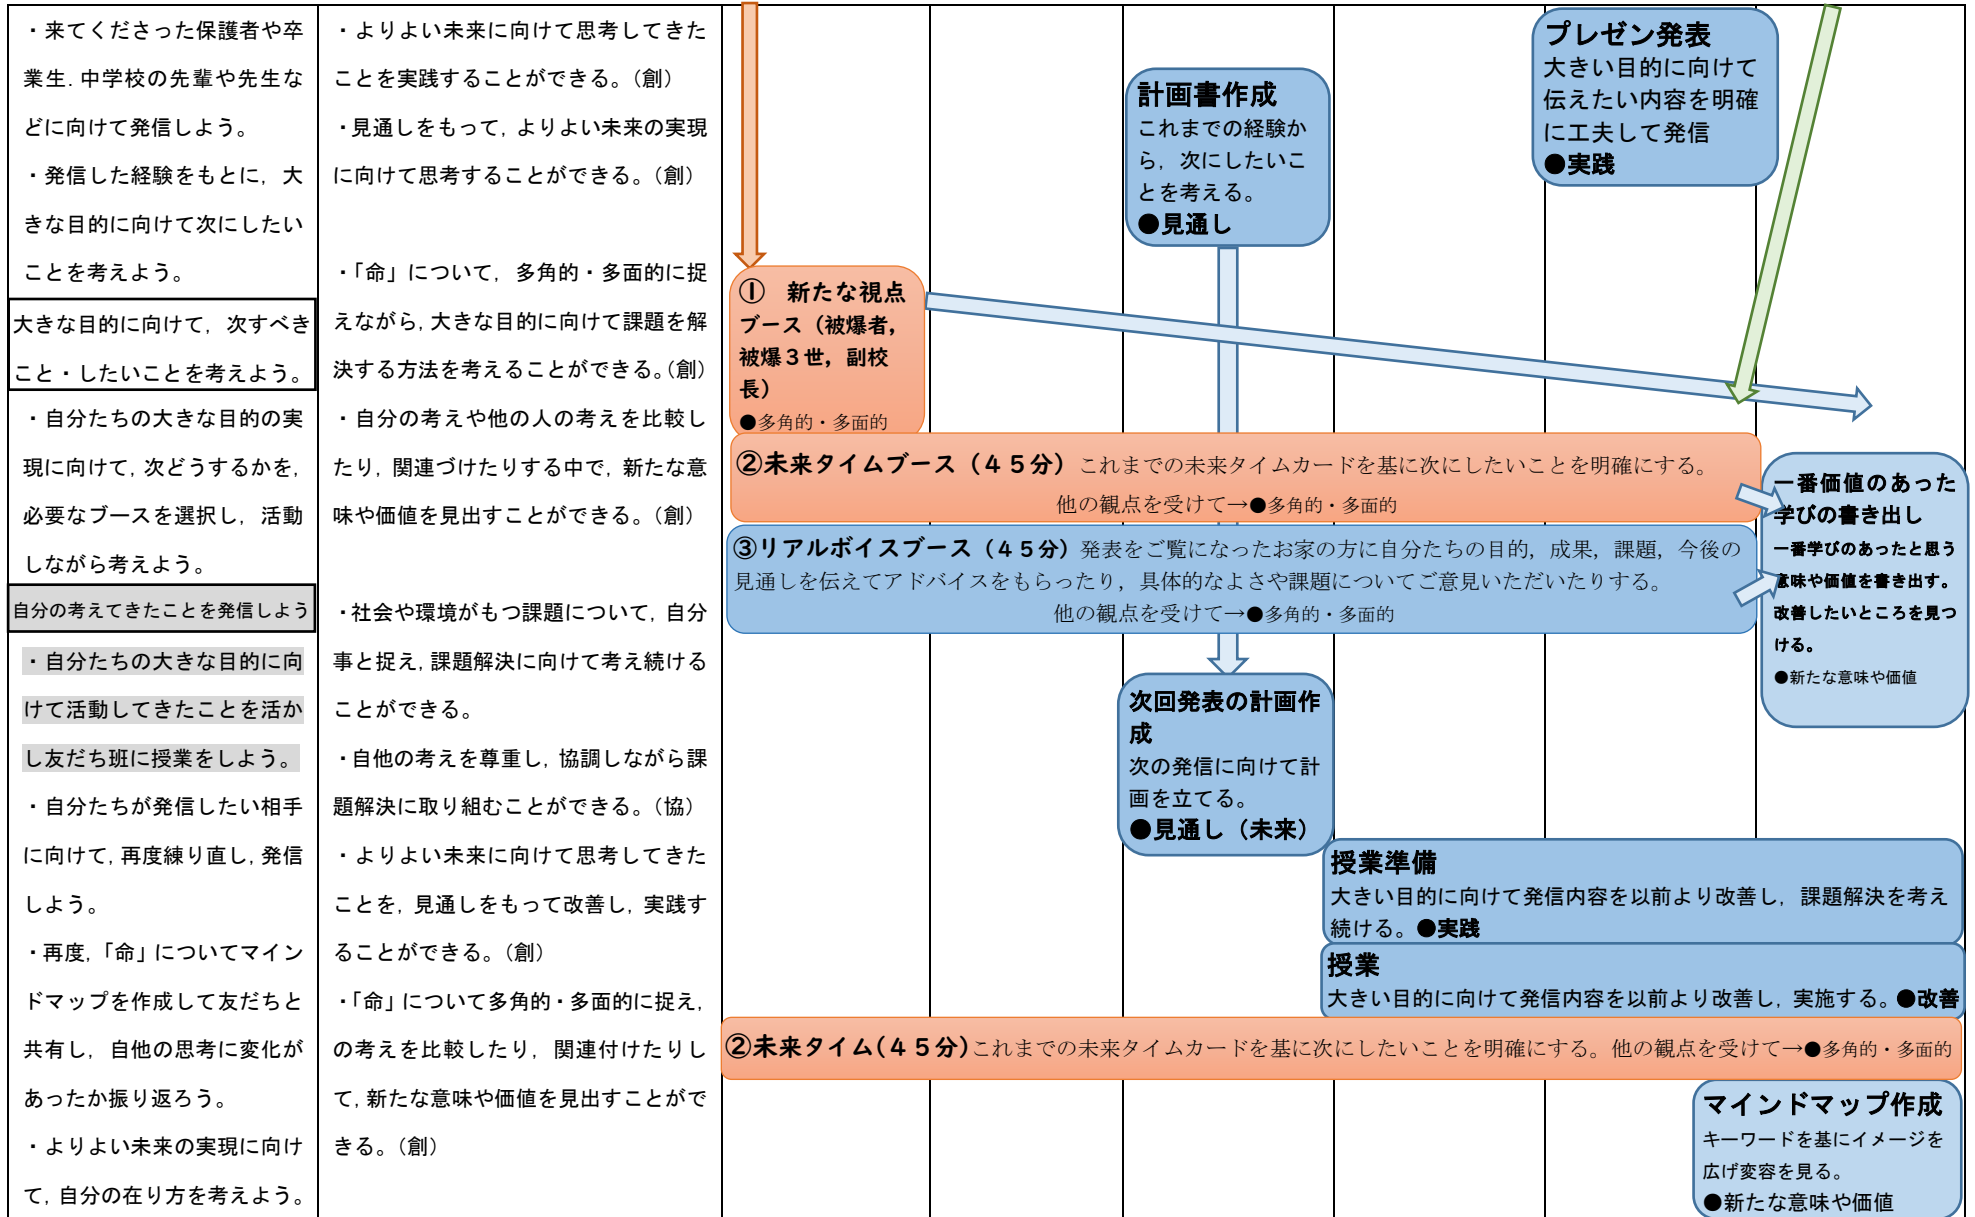 ・来てくださった保護者や卒
業生．中学校の先輩や先生な
どに向けて発信しよう。
・発信した経験をもとに，大
きな目的に向けて次にしたい
ことを考えよう。
大きな目的に向けて，次すべき
こと・したいことを考えよう。
・自分たちの大きな目的の実
現に向けて，次どうするかを，
必要なブースを選択し，活動
しながら考えよう。
自分の考えてきたことを発信しよう
・自分たちの大きな目的に向
けて活動してきたことを活か
し友だち班に授業をしよう。
・自分たちが発信したい相手
に向けて，再度練り直し，発信
しよう。
・再度，「命」についてマイン
ドマップを作成して友だちと
共有し，自他の思考に変化が
あったか振り返ろう。
・よりよい未来の実現に向け
て，自分の在り方を考えよう。
・よりよい未来に向けて思考してきた
ことを実践することができる。（創）
・見通しをもって，よりよい未来の実現
に向けて思考することができる。（創）
・「命」について，多角的・多面的に捉
えながら，大きな目的に向けて課題を解
決する方法を考えることができる。（創）
・自分の考えや他の人の考えを比較し
たり，関連づけたりする中で，新たな意
味や価値を見出すことができる。（創）
・社会や環境がもつ課題について，自分
事と捉え，課題解決に向けて考え続ける
ことができる。
・自他の考えを尊重し，協調しながら課
題解決に取り組むことができる。（協）
・よりよい未来に向けて思考してきた
ことを，見通しをもって改善し，実践す
ることができる。（創）
・「命」について多角的・多面的に捉え，
の考えを比較したり，関連付けたりし
て，新たな意味や価値を見出すことがで
きる。（創）
プレゼン発表
大きい目的に向けて
伝えたい内容を明確
に工夫して発信
●実践
計画書作成
これまでの経験か
ら，次にしたいこ
とを考える。
●見通し
①　新たな視点
ブース（被爆者，
被爆３世，副校
長）
●多角的・多面的
②未来タイムブース（４５分）これまでの未来タイムカードを基に次にしたいことを明確にする。
他の観点を受けて→●多角的・多面的
③リアルボイスブース（４５分）発表をご覧になったお家の方に自分たちの目的，成果，課題，今後の
見通しを伝えてアドバイスをもらったり，具体的なよさや課題についてご意見いただいたりする。
他の観点を受けて→●多角的・多面的
一番価値のあった
学びの書き出し
一番学びのあったと思う
意味や価値を書き出す。
改善したいところを見つ
ける。
●新たな意味や価値
次回発表の計画作
成
次の発信に向けて計
画を立てる。
●見通し（未来）
授業準備
大きい目的に向けて発信内容を以前より改善し，課題解決を考え
続ける。●実践
授業
大きい目的に向けて発信内容を以前より改善し，実施する。●改善
②未来タイム（４５分）これまでの未来タイムカードを基に次にしたいことを明確にする。他の観点を受けて→●多角的・多面的
マインドマップ作成
キーワードを基にイメージを
広げ変容を見る。
●新たな意味や価値